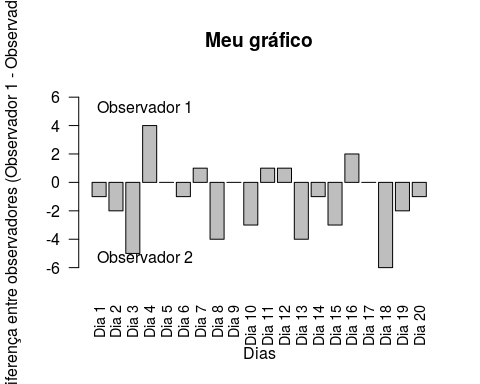 Meu gráfico
iferença entre observadores (Observador 1 - Observad
6
4
2
0
-2
-4
-6
Observador 1
Observador 2
Dia 1
Dia 2
Dia 3
Dia 4
Dia 5
Dia 6
Dia 7
Dia 8
Dia 9
Dia 10
Dia 11
Dia 12
Dia 13
Dia 14
Dia 15
Dia 16
Dia 17
Dia 18
Dia 19
Dia 20
Dias